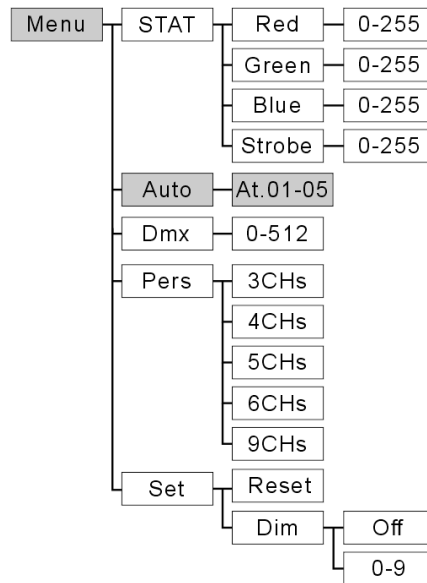 Menu STAT Red 0-255
Green 0-255
Blue 0-255
Strobe 0-255
Auto At.01-05
Dmx 0-512
Pers 3CHs
4CHs
5CHs
6CHs
9CHs
Set Reset
Dim Off
0-9